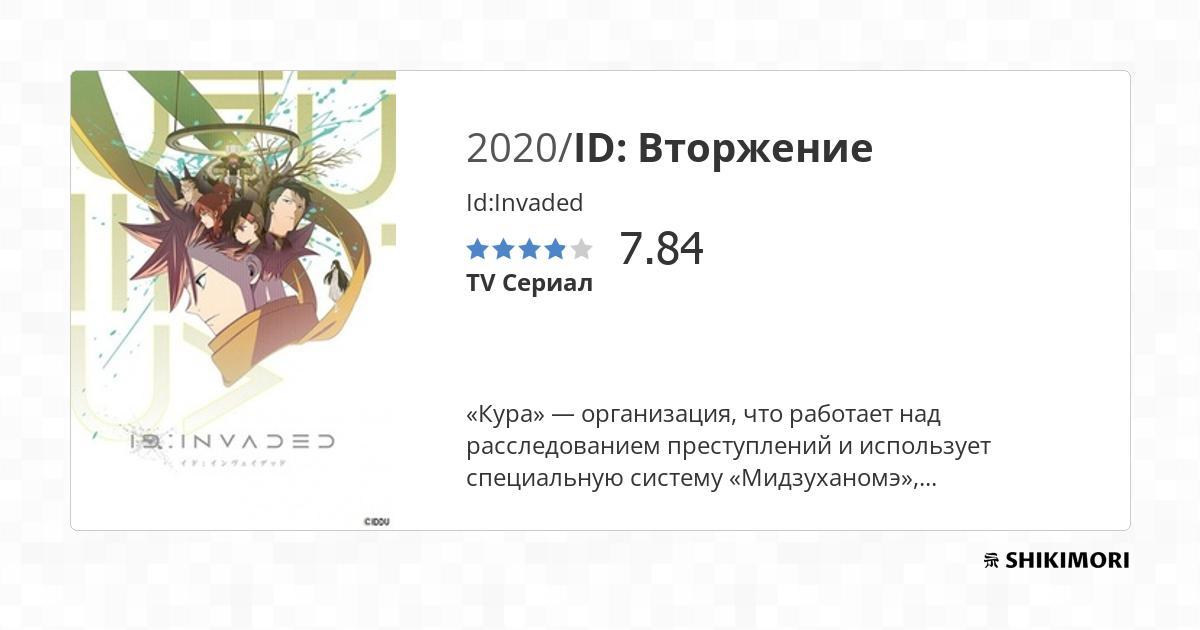 2020/ID: Вторжение
Id:Invaded
7.84
TV Сериал
«Кура» — организация, что работает над
расследованием преступлений и использует
специальную систему «Мидзуханомэ»,...
ID:INVADED
イド:インヴェイデッド
©IDDU
SHIKIMORI